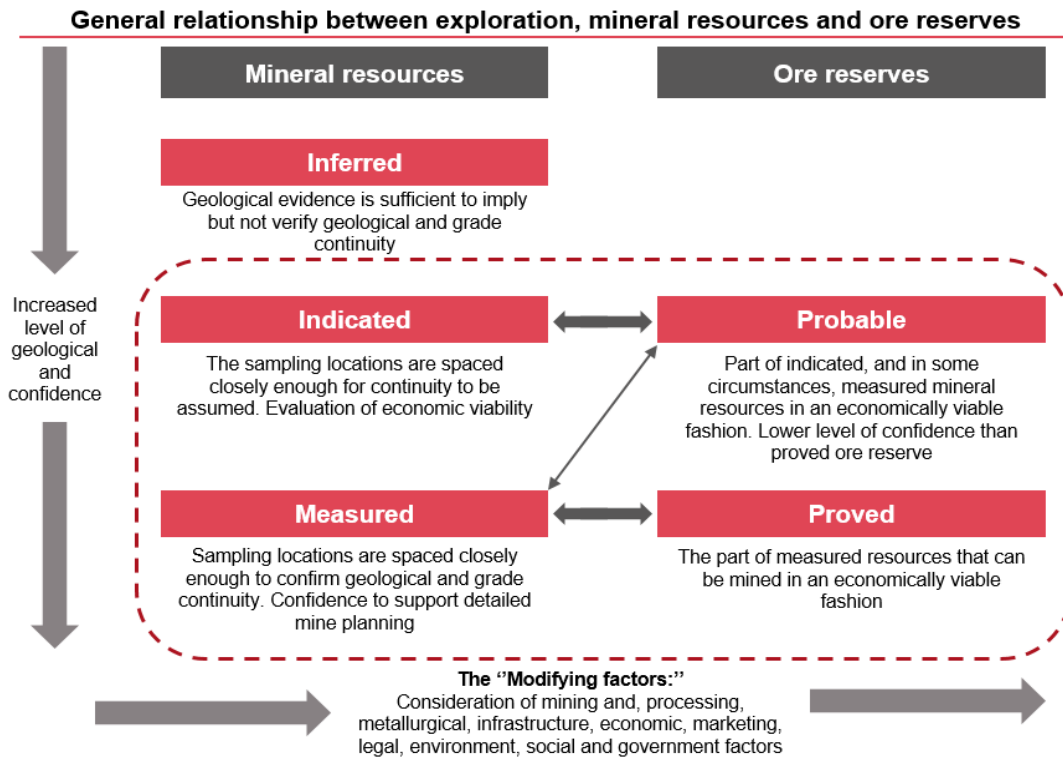 General relationship between exploration, mineral resources and ore reserves
Mineral resources
Ore reserves
Inferred
Geological evidence is sufficient to imply
but not verify geological and grade
continuity
Increased
level of
geological
and
confidence
Indicated
The sampling locations are spaced
closely enough for continuity to be
assumed. Evaluation of economic viability
Probable
Part of indicated, and in some
circumstances, measured mineral
resources in an economically viable
fashion. Lower level of confidence than
proved ore reserve
Measured
Sampling locations are spaced closely
enough to confirm geological and grade
continuity. Confidence to support detailed
mine planning
Proved
The part of measured resources that can
be mined in an economically viable
fashion
The ‘’Modifying factors:’’
Consideration of mining and, processing,
metallurgical, infrastructure, economic, marketing,
legal, environment, social and government factors